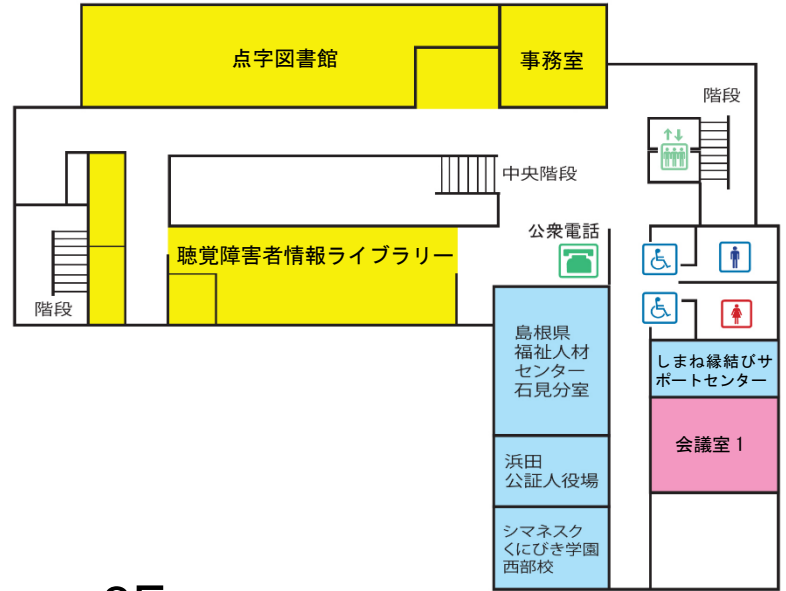 点字図書館
事務室
階段
中央階段
公衆電話
聴覚障害者情報ライブラリー
階段
島根県
福祉人材
センター
石見分室
しまね縁結びサ
ポートセンター
会議室1
浜田
公証人役場
シマネスク
くにびき学園
西部校